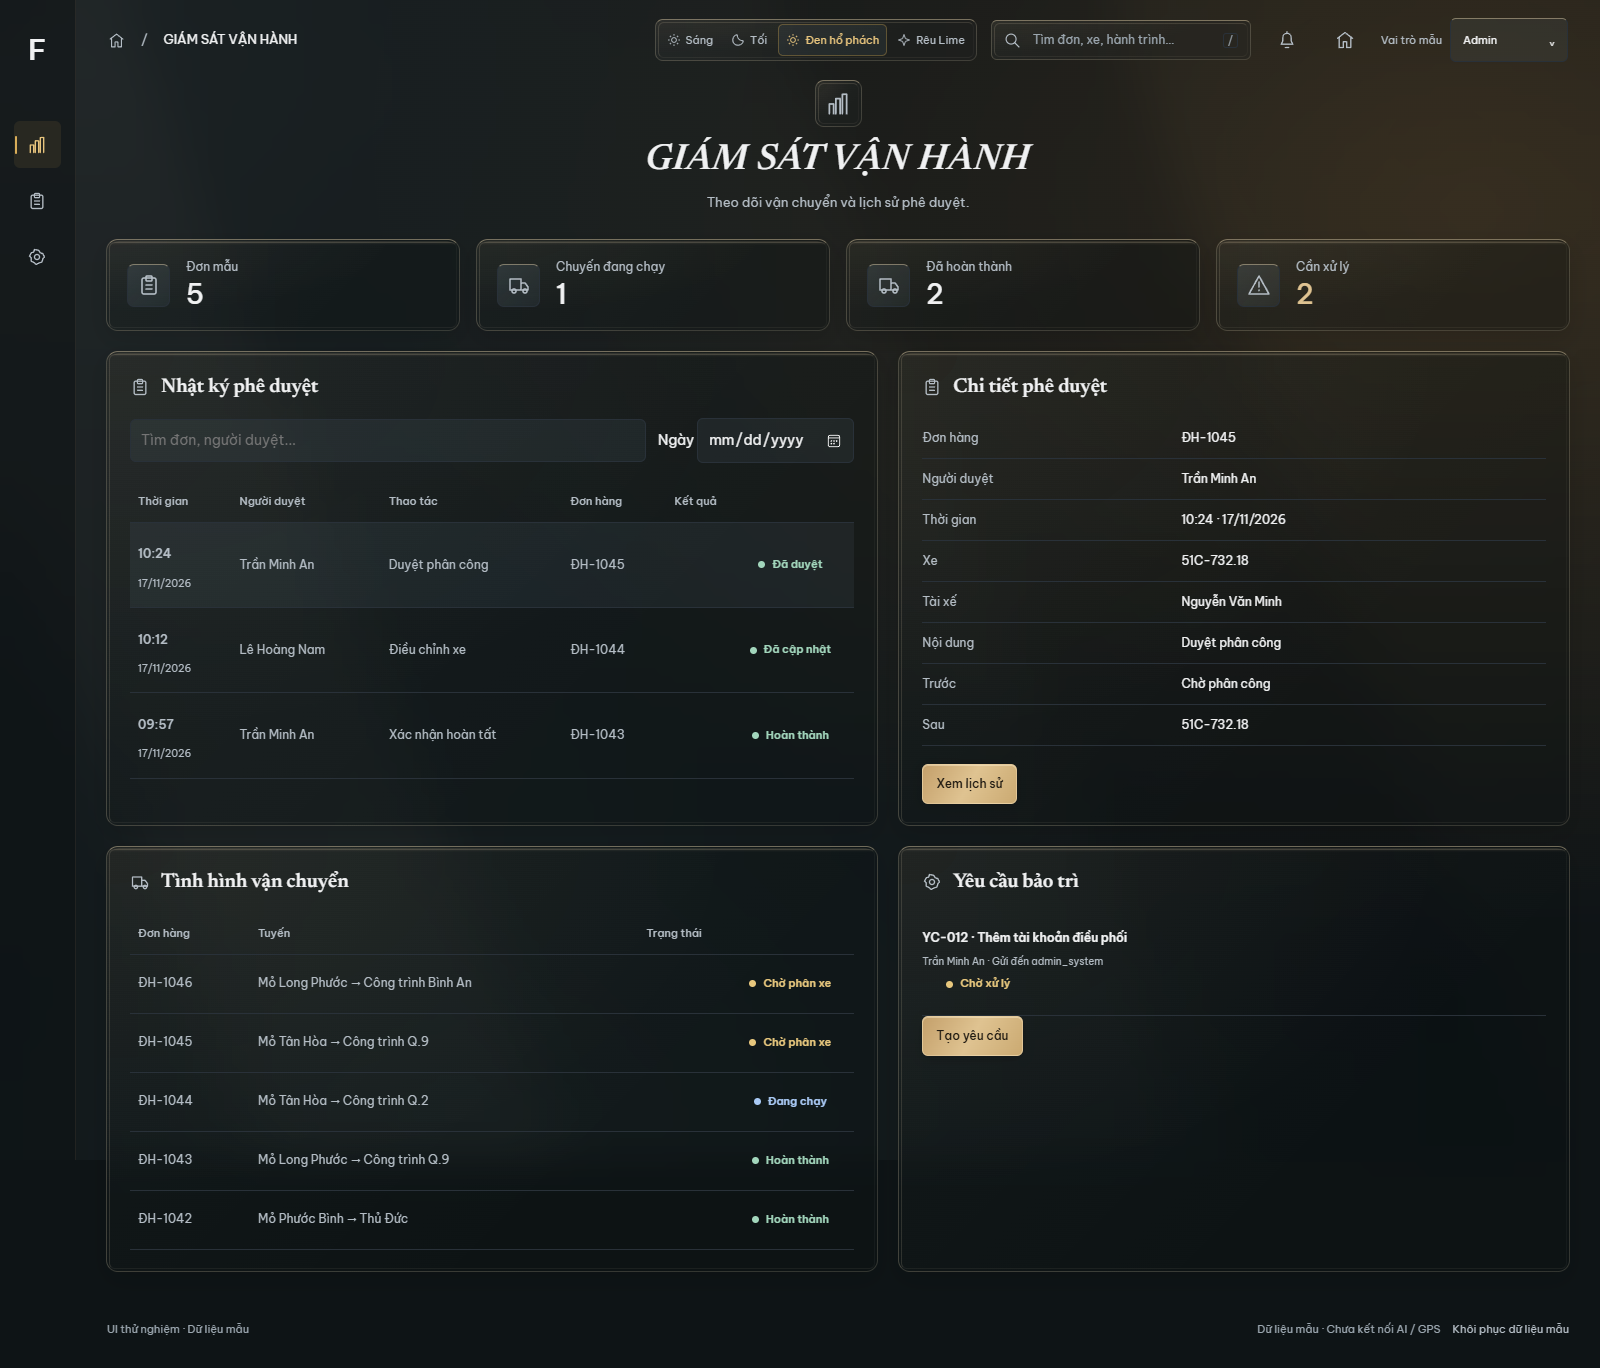 F
/ GIÁM SÁT VẬN HÀNH
Sáng Tối Đen hổ phách Rêu Lime
Tìm đơn, xe, hành trình... /
Vai trò mẫu Admin
GIÁM SÁT VẬN HÀNH
Theo dõi vận chuyển và lịch sử phê duyệt.
Đơn mẫu
5
Chuyến đang chạy
1
Đã hoàn thành
2
Cần xử lý
2
Nhật ký phê duyệt
Tìm đơn, người duyệt... Ngày mm/dd/yyyy
Thời gian Người duyệt Thao tác Đơn hàng Kết quả
10:24
17/11/2026
Trần Minh An Duyệt phân công ĐH-1045 Đã duyệt
10:12
17/11/2026
Lê Hoàng Nam Điều chỉnh xe ĐH-1044 Đã cập nhật
09:57
17/11/2026
Trần Minh An Xác nhận hoàn tất ĐH-1043 Hoàn thành
Chi tiết phê duyệt
Đơn hàng ĐH-1045
Người duyệt Trần Minh An
Thời gian 10:24 · 17/11/2026
Xe 51C-732.18
Tài xế Nguyễn Văn Minh
Nội dung Duyệt phân công
Trước Chờ phân công
Sau 51C-732.18
Xem lịch sử
Tình hình vận chuyển
Đơn hàng Tuyến Trạng thái
ĐH-1046 Mỏ Long Phước → Công trình Bình An Chờ phân xe
ĐH-1045 Mỏ Tân Hòa → Công trình Q.9 Chờ phân xe
ĐH-1044 Mỏ Tân Hòa → Công trình Q.2 Đang chạy
ĐH-1043 Mỏ Long Phước → Công trình Q.9 Hoàn thành
ĐH-1042 Mỏ Phước Bình → Thủ Đức Hoàn thành
Yêu cầu bảo trì
YC-012 · Thêm tài khoản điều phối
Trần Minh An · Gửi đến admin_system
Chờ xử lý
Tạo yêu cầu
UI thử nghiệm · Dữ liệu mẫu
Dữ liệu mẫu · Chưa kết nối AI / GPS Khôi phục dữ liệu mẫu